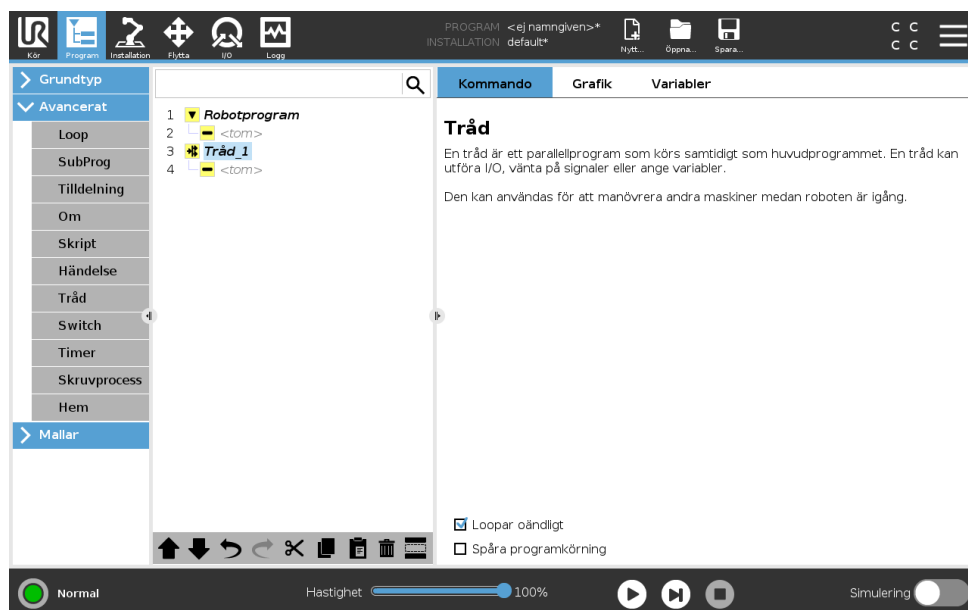 UR
PROGRAM <ej namngiven>*
INSTALLATION default*
Kör Program Installation Flytta I/O Logg
Nytt... Öppna... Spara...
C C
C C
Grundtyp
Avancerat
Loop
SubProg
Tilldelning
Om
Skript
Händelse
Tråd
Switch
Timer
Skruvprocess
Hem
Mallar
1 Robotprogram
2 <tom>
3 Tråd_1
4 <tom>
Kommando Grafik Variabler
Tråd
En tråd är ett parallellprogram som körs samtidigt som huvudprogrammet. En tråd kan
utföra I/O, vänta på signaler eller ange variabler.
Den kan användas för att manövrera andra maskiner medan roboten är igång.
Loopar oändligt
Spåra programkörning
Normal
Hastighet 100%
Simulering